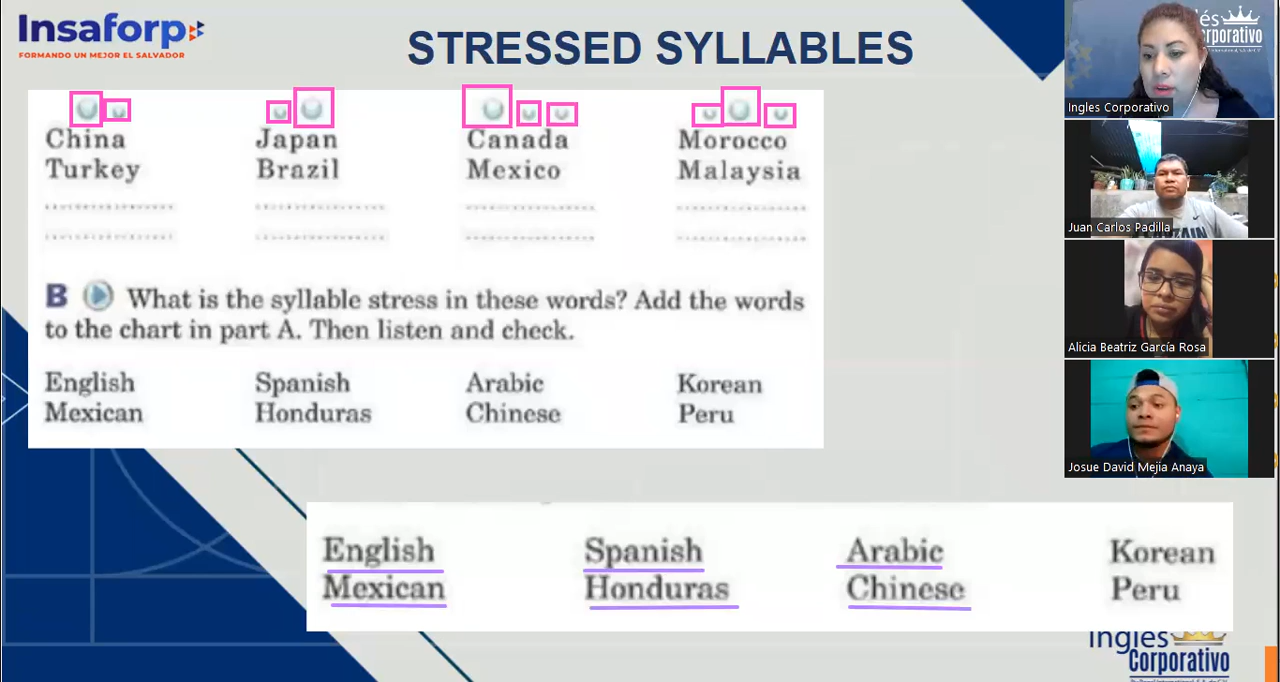 Insaforp
FORMANDO UN MEJOR EL SALVADOR
STRESSED SYLLABLES
China Japan Canada Morocco
Turkey Brazil Mexico Malaysia
B What is the syllable stress in these words? Add the words
to the chart in part A. Then listen and check.
English Spanish Arabic Korean
Mexican Honduras Chinese Peru
English Spanish Arabic Korean
Mexican Honduras Chinese Peru
Inglés
Corporativo
Ingles Corporativo
Juan Carlos Padilla
Alicia Beatriz García Rosa
Josue David Mejia Anaya